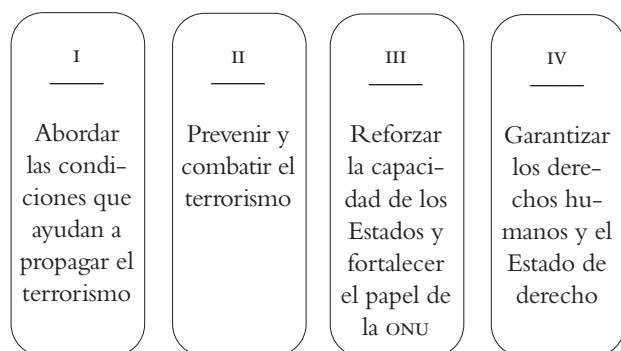 I
Abordar
las condi-
ciones que
ayudan a
propagar el
terrorismo
II
Prevenir y
combatir el
terrorismo
III
Reforzar
la capaci-
dad de los
Estados y
fortalecer
el papel de
la ONU
IV
Garantizar
los dere-
chos hu-
manos y el
Estado de
derecho